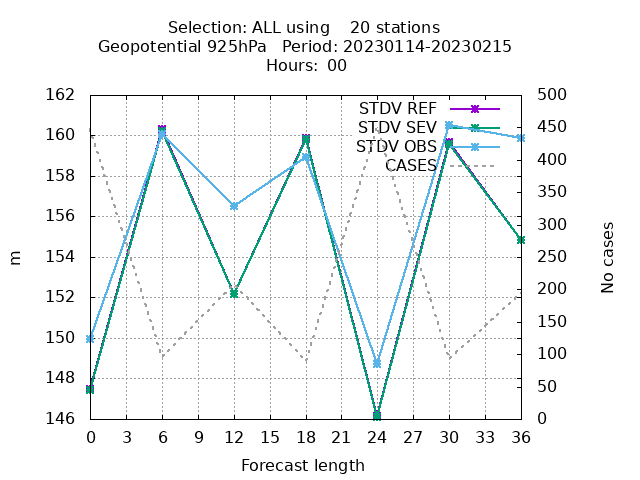 Selection: ALL using    20 stations
Geopotential 925hPa   Period: 20230114-20230215
Hours: 00
162
160
158
156
154
152
150
148
146
m
STDV REF
STDV SEV
STDV OBS
CASES
500
450
400
350
300
250
200
150
100
50
0
No cases
0 3 6 9 12 15 18 21 24 27 30 33 36
Forecast length